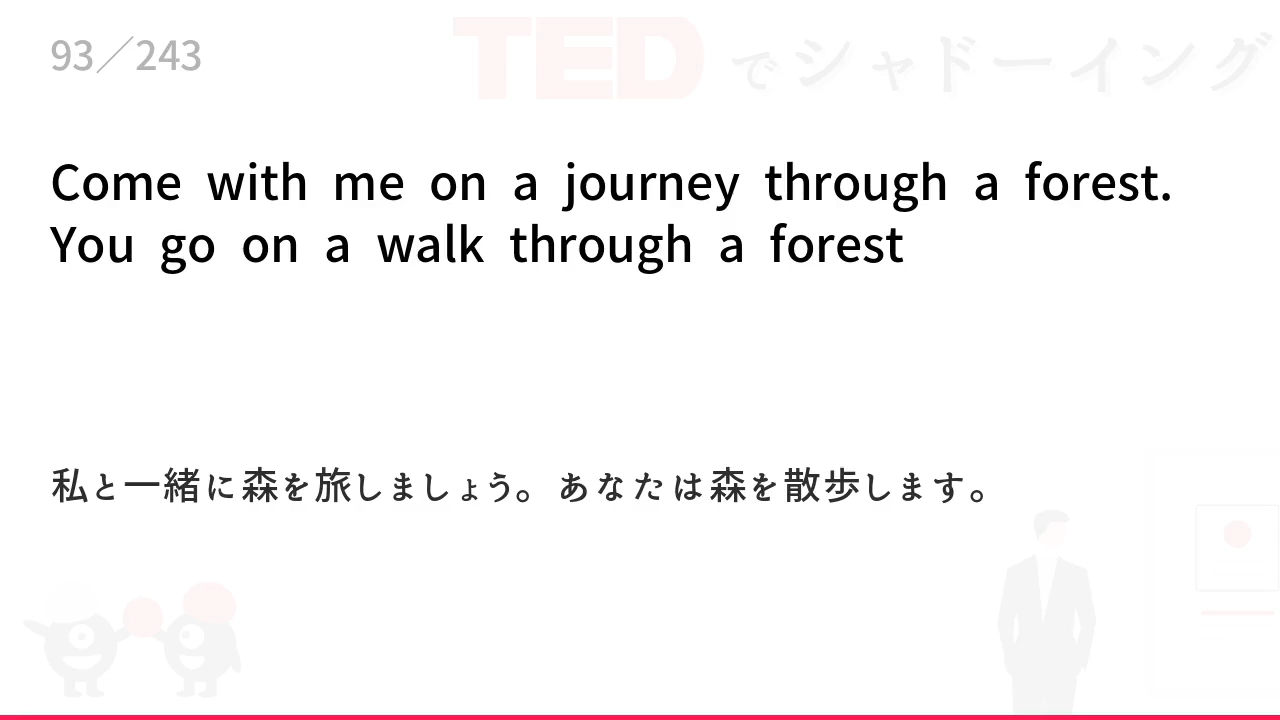 93／243
TEDでシャドーイング
Come with me on a journey through a forest.
You go on a walk through a forest
私と一緒に森を旅しましょう。あなたは森を散歩します。